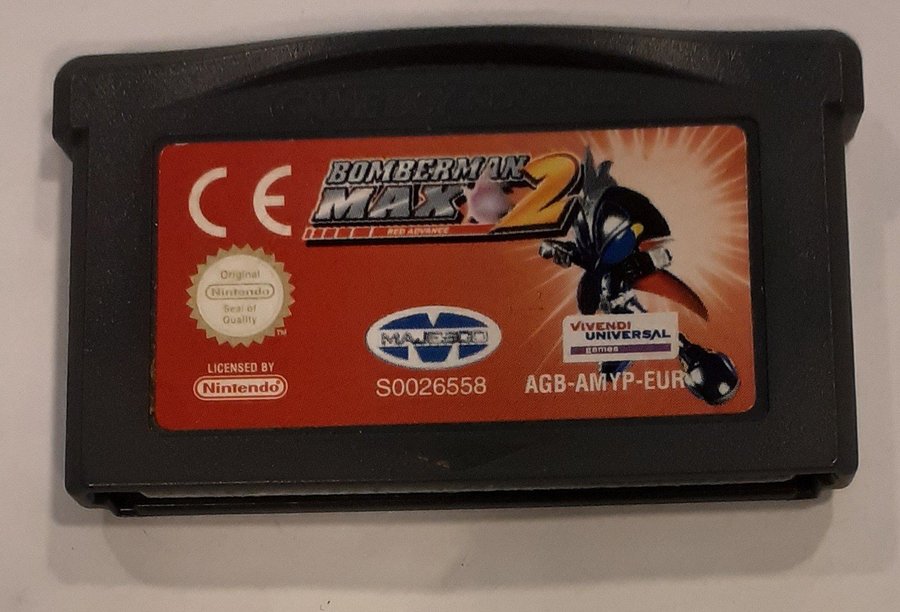 CE
BOMBERMAN
MAX 2
RED ADVANCE
Original
Nintendo
Seal of
Quality
TM
LICENSED BY
Nintendo®
MAJESCO
S0026558
VIVENDI
UNIVERSAL
games
AGB-AMYP-EUR